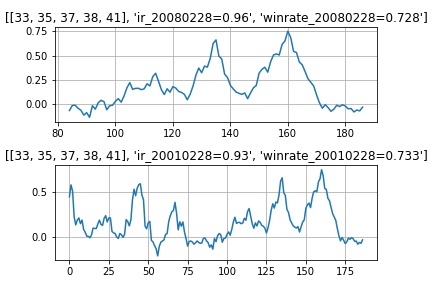 [[33, 35, 37, 38, 41], 'ir_20080228=0.96', 'winrate_20080228=0.728']
0.75
0.50
0.25
0.00
80 100 120 140 160 180
[[33, 35, 37, 38, 41], 'ir_20010228=0.93', 'winrate_20010228=0.733']
0.5
0.0
0 25 50 75 100 125 150 175